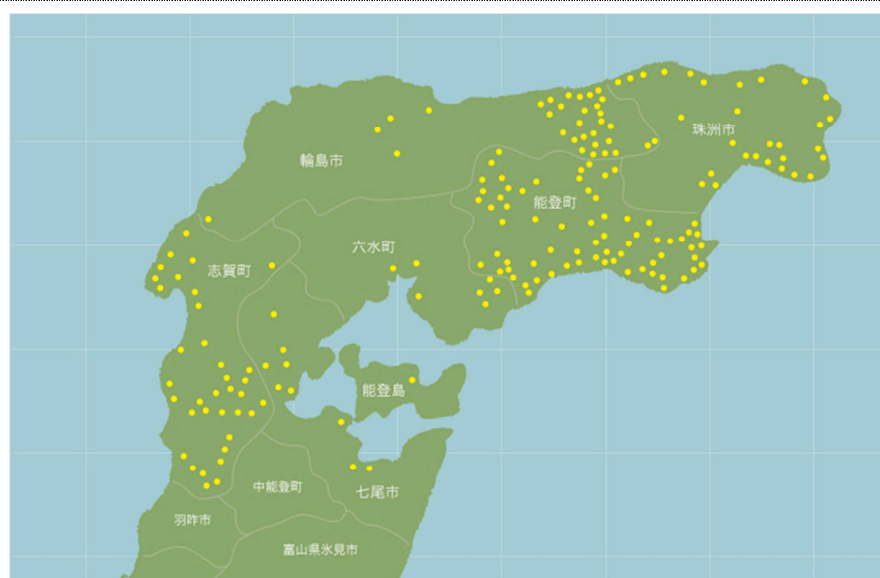 珠洲市
輪島市
能登町
六水町
志賀町
能登島
中能登町
七尾市
羽咋市
富山県氷見市